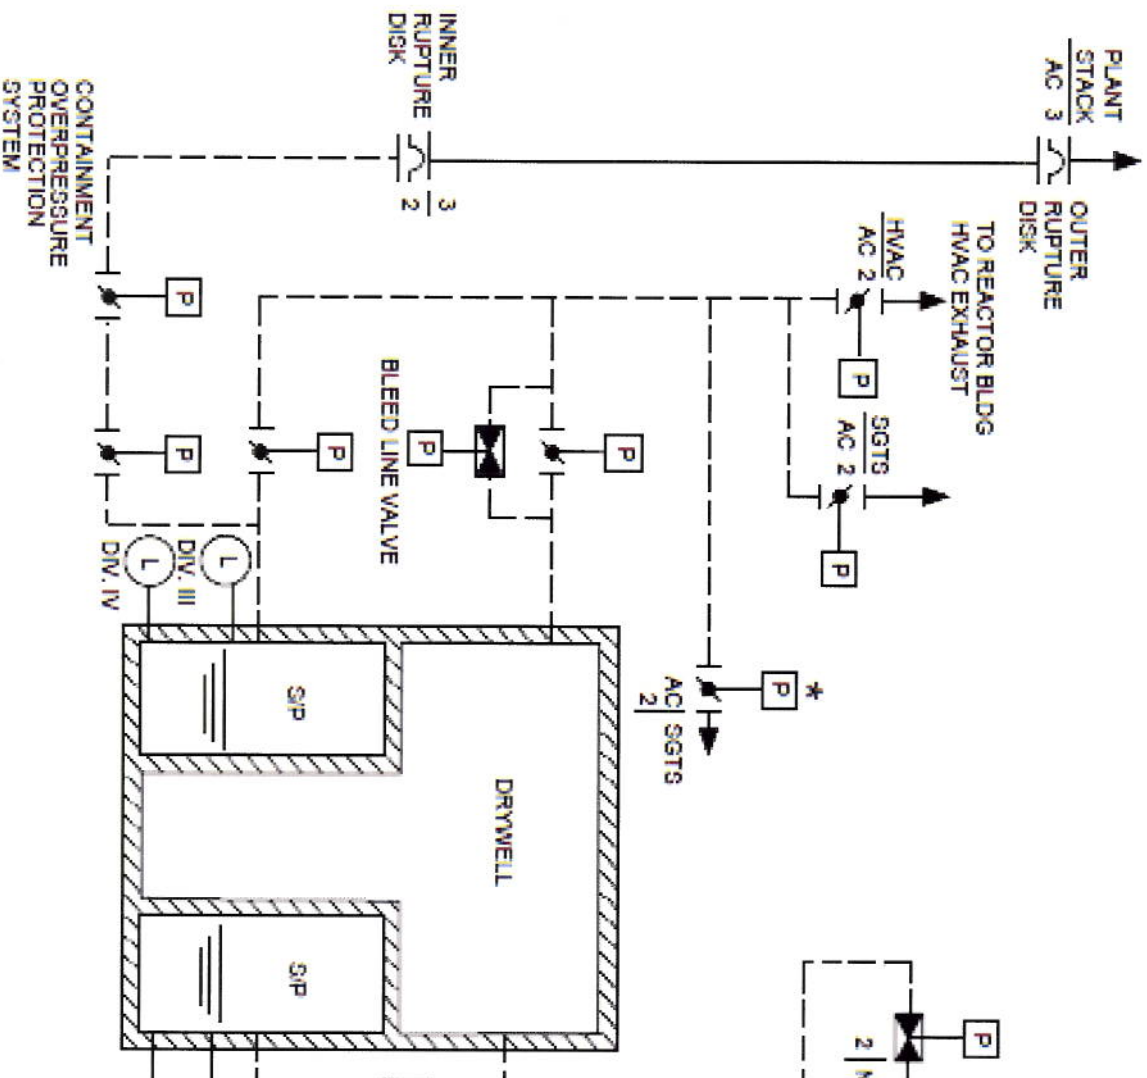 PLANT
STACK
AC 3
OUTER
RUPTURE
DISK
TO REACTOR BLDG
HVAC EXHAUST
HVAC
AC 2
P
SGTS
AC 2
P
INNER
RUPTURE
DISK
3
2
CONTAINMENT
OVERPRESSURE
PROTECTION
SYSTEM
P
P
P
BLEED LINE VALVE
P
P
P *
AC SGTS
2
L
DIV. III
L
DIV. IV
S/P
DRYWELL
S/P
P
2